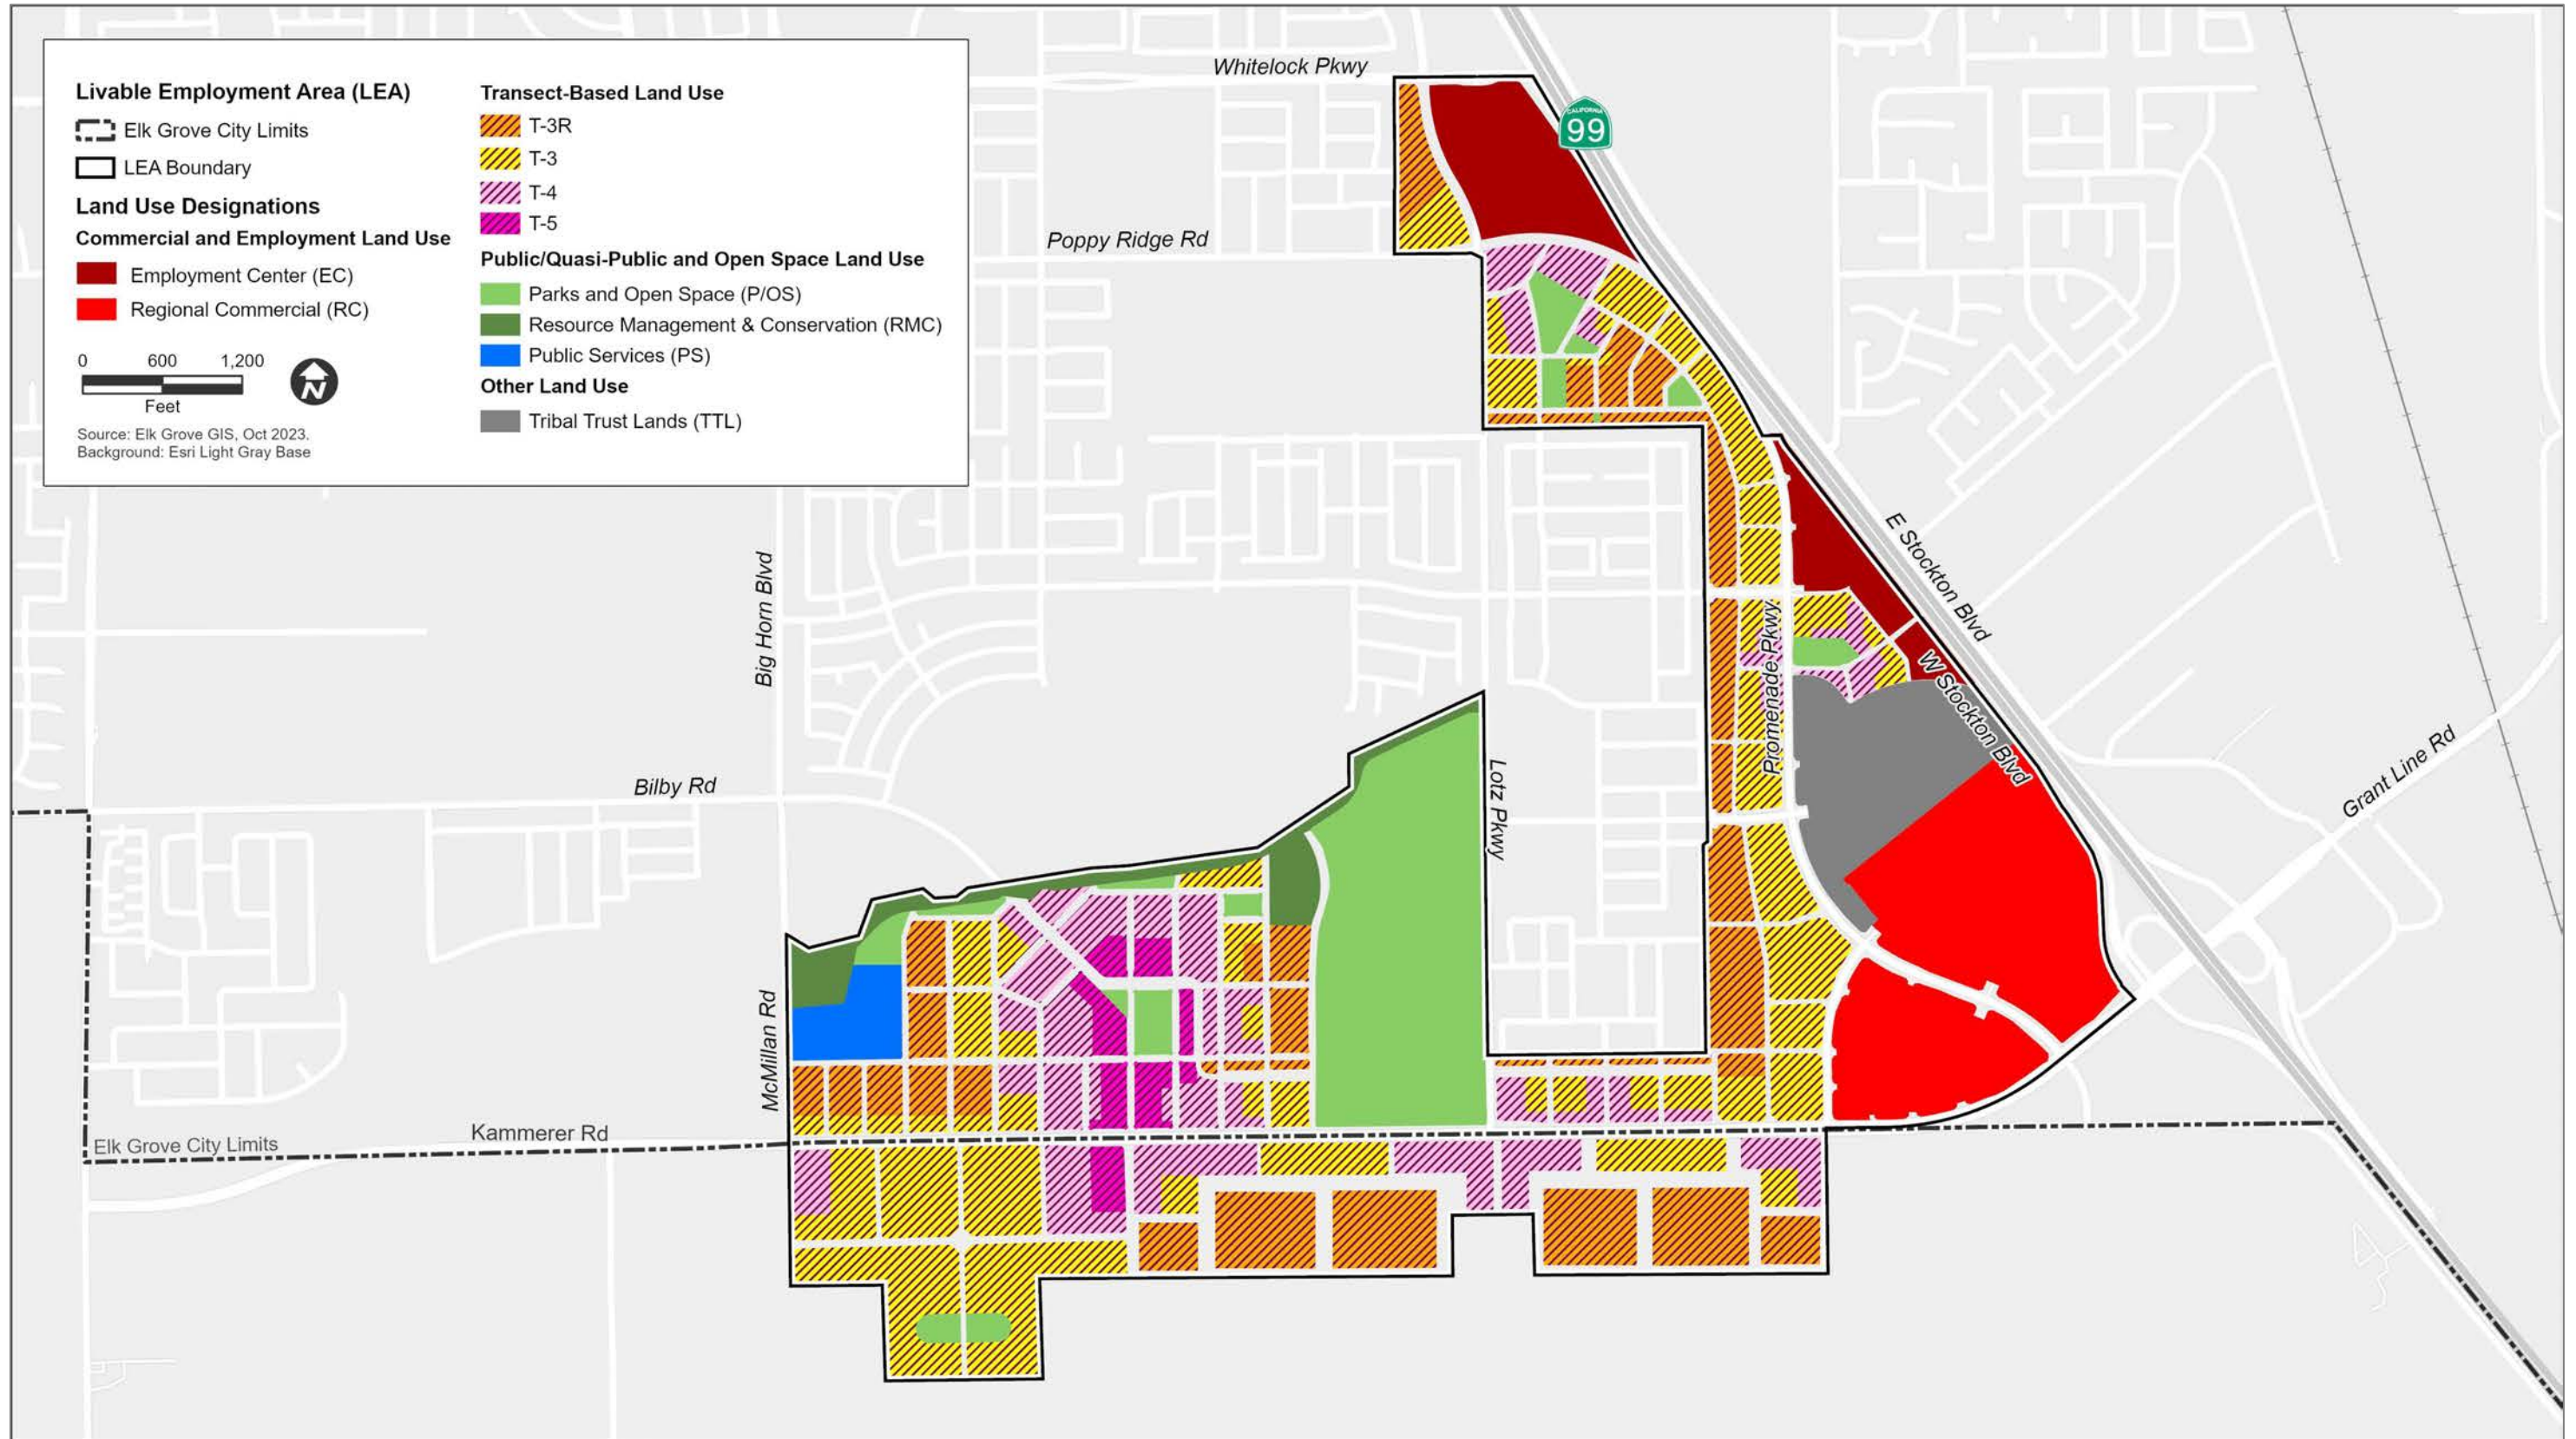 Livable Employment Area (LEA)
Elk Grove City Limits
LEA Boundary
Land Use Designations
Commercial and Employment Land Use
Employment Center (EC)
Regional Commercial (RC)
0 600 1,200
Feet
N
Source: Elk Grove GIS, Oct 2023.
Background: Esri Light Gray Base
Transect-Based Land Use
T-3R
T-3
T-4
T-5
Public/Quasi-Public and Open Space Land Use
Parks and Open Space (P/OS)
Resource Management & Conservation (RMC)
Public Services (PS)
Other Land Use
Tribal Trust Lands (TTL)
Whitelock Pkwy
CALIFORNIA
99
Poppy Ridge Rd
Big Horn Blvd
E Stockton Blvd
Promenade Pkwy
W Stockton Blvd
Grant Line Rd
Bilby Rd
Lotz Pkwy
McMillan Rd
Kammerer Rd
Elk Grove City Limits